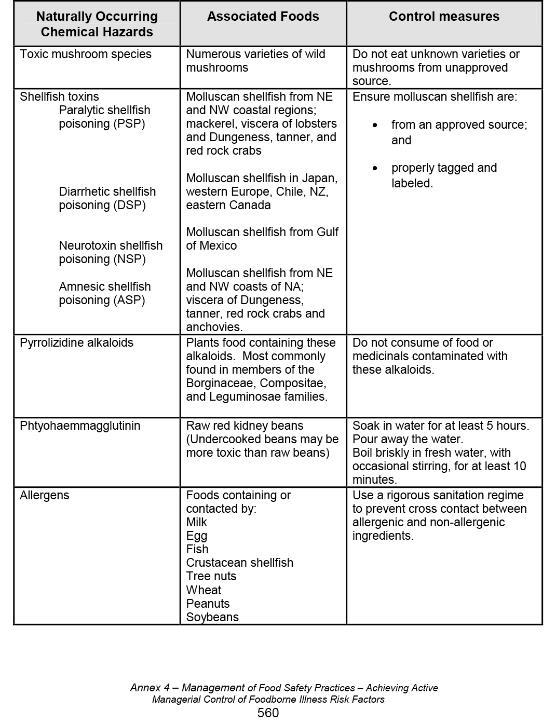 Naturally Occurring
Chemical Hazards
Associated Foods
Control measures
Toxic mushroom species
Numerous varieties of wild
mushrooms
Do not eat unknown varieties or
mushrooms from unapproved
source.
Shellfish toxins
Paralytic shellfish
poisoning (PSP)
Diarrhetic shellfish
poisoning (DSP)
Neurotoxin shellfish
poisoning (NSP)
Amnesic shellfish
poisoning (ASP)
Molluscan shellfish from NE
and NW coastal regions;
mackerel, viscera of lobsters
and Dungeness, tanner, and
red rock crabs
Molluscan shellfish in Japan,
western Europe, Chile, NZ,
eastern Canada
Molluscan shellfish from Gulf
of Mexico
Molluscan shellfish from NE
and NW coasts of NA;
viscera of Dungeness,
tanner, red rock crabs and
anchovies.
Ensure molluscan shellfish are:
• from an approved source;
and
• properly tagged and
labeled.
Pyrrolizidine alkaloids
Plants food containing these
alkaloids. Most commonly
found in members of the
Borginaceae, Compositae,
and Leguminosae families.
Do not consume of food or
medicinals contaminated with
these alkaloids.
Phtyohaemmagglutinin
Raw red kidney beans
(Undercooked beans may be
more toxic than raw beans)
Soak in water for at least 5 hours.
Pour away the water.
Boil briskly in fresh water, with
occasional stirring, for at least 10
minutes.
Allergens
Foods containing or
contacted by:
Milk
Egg
Fish
Crustacean shellfish
Tree nuts
Wheat
Peanuts
Soybeans
Use a rigorous sanitation regime
to prevent cross contact between
allergenic and non-allergenic
ingredients.
Annex 4 – Management of Food Safety Practices – Achieving Active
Managerial Control of Foodborne Illness Risk Factors
560